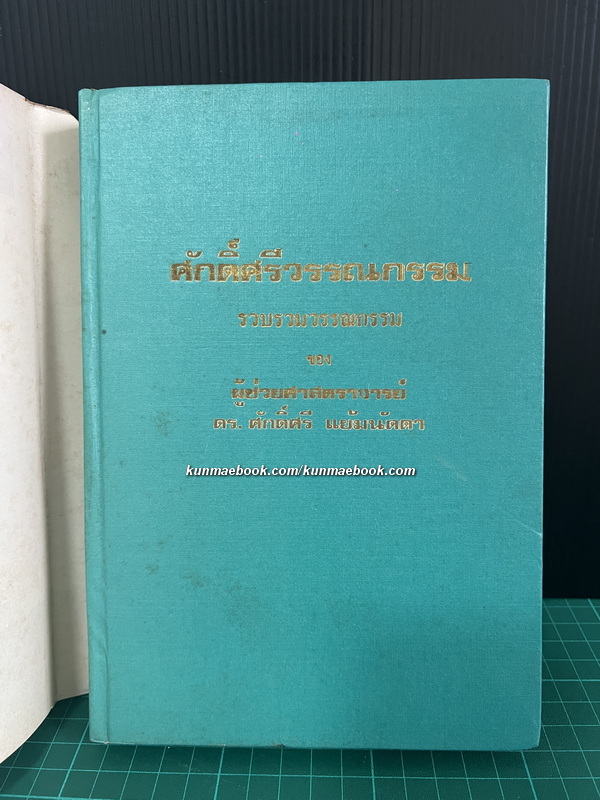 ศักดิ์ศรีวรรณกรรม
รวบรวมวรรณกรรม
ของ
ผู้ช่วยศาสตราจารย์
ดร. ศักดิ์ศรี แย้มนัดดา
kunmaebook.com/kunmaebook.com